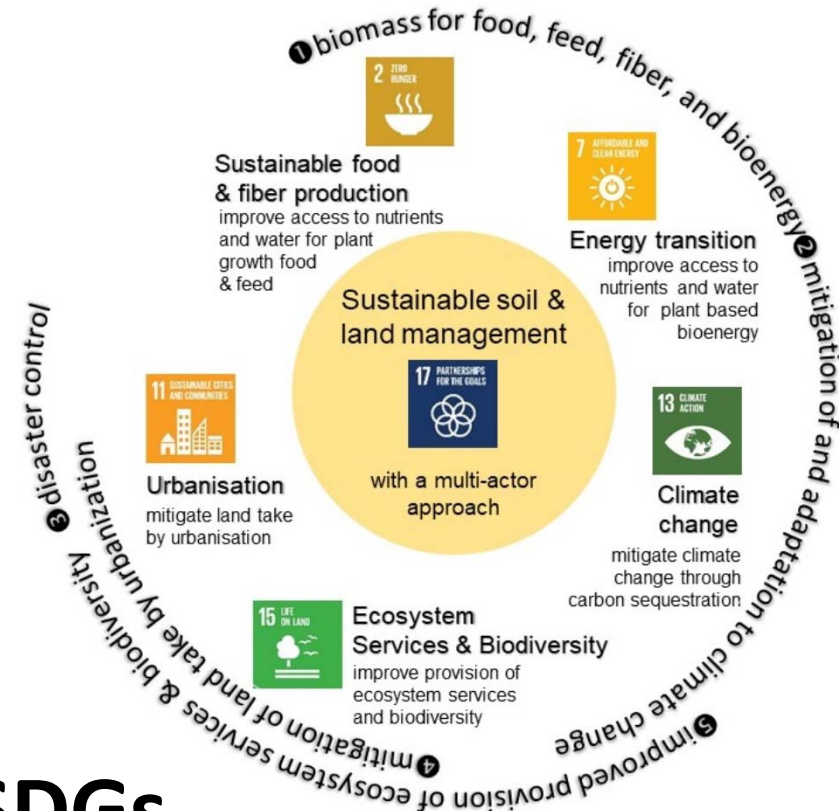 ❶biomass for food, feed, fiber, and bioenergy
❷mitigation of and adaptation to climate change
❸disaster control
❹mitigation of land take by urbanization
❺improved provision of ecosystem services & biodiversity
2 ZERO
HUNGER
Sustainable food
& fiber production
improve access to nutrients
and water for plant
growth food
& feed
7 AFFORDABLE AND
CLEAN ENERGY
Energy transition
improve access to
nutrients and water
for plant based
bioenergy
Sustainable soil &
land management
17 PARTNERSHIPS
FOR THE GOALS
with a multi-actor
approach
11 SUSTAINABLE CITIES
AND COMMUNITIES
Urbanisation
mitigate land take
by urbanisation
13 CLIMATE
ACTION
Climate
change
mitigate climate
change through
carbon sequestration
15 LIFE
ON LAND
Ecosystem
Services & Biodiversity
improve provision of
ecosystem services
and biodiversity
SDGs